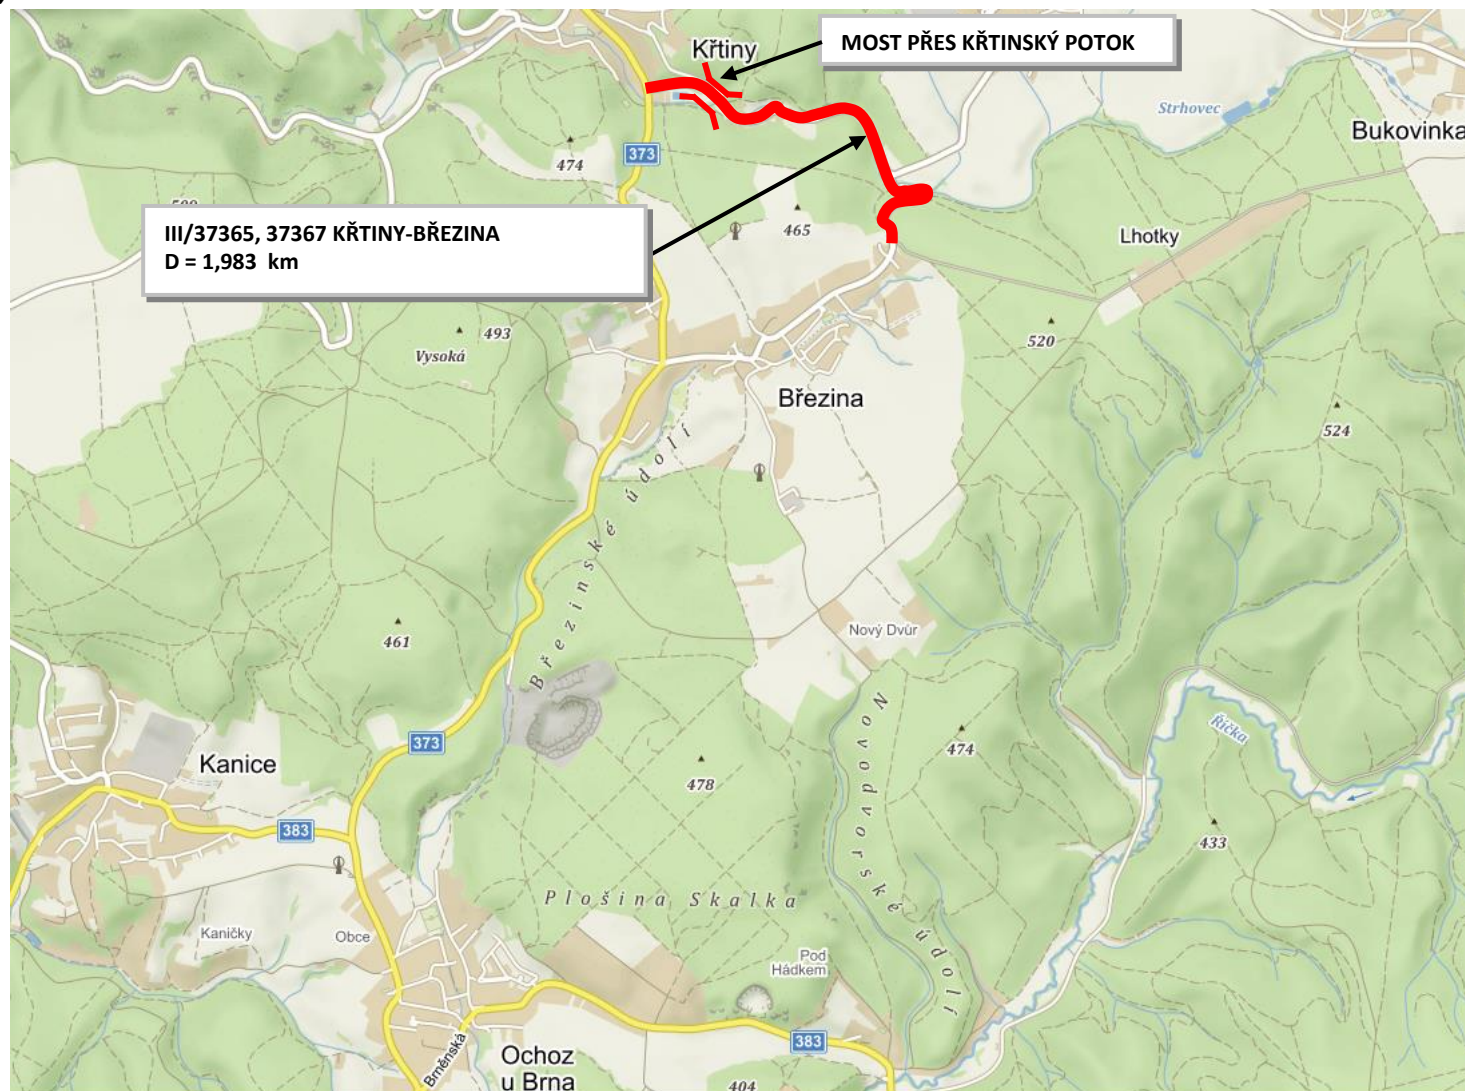 Křtiny
MOST PŘES KŘTINSKÝ POTOK
Strhovec
Bukovinka
474
373
III/37365, 37367 KŘTINY-BŘEZINA
D = 1,983 km
465
Lhotky
493
Vysoká
520
Březina
524
Březinské údolí
461
Nový Dvůr
Novodvorské údolí
Říčka
373
474
Kanice
478
383
433
Plošina Skalka
Kaničky
Obce
Pod
Hádkem
383
Brněnská
Ochoz
u Brna
404